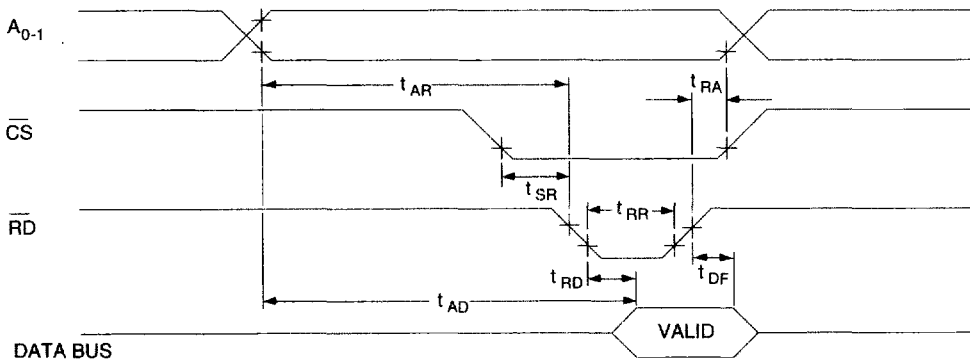 A0-1
tAR
tRA
CS
tSR
RD
tRR
tRD
tDF
tAD
VALID
DATA BUS